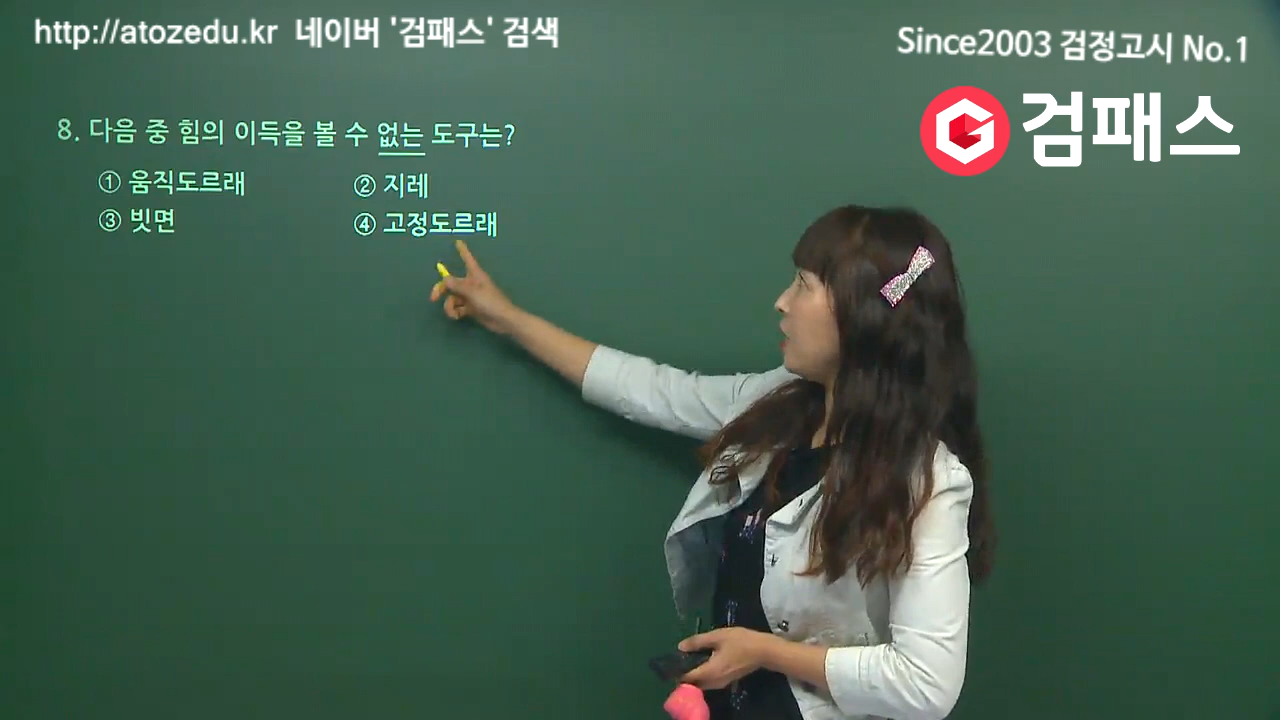 http://atozedu.kr 네이버 '검패스' 검색
Since2003 검정고시 No.1
검패스
8. 다음 중 힘의 이득을 볼 수 없는 도구는?
① 움직도르래 ② 지레
③ 빗면 ④ 고정도르래